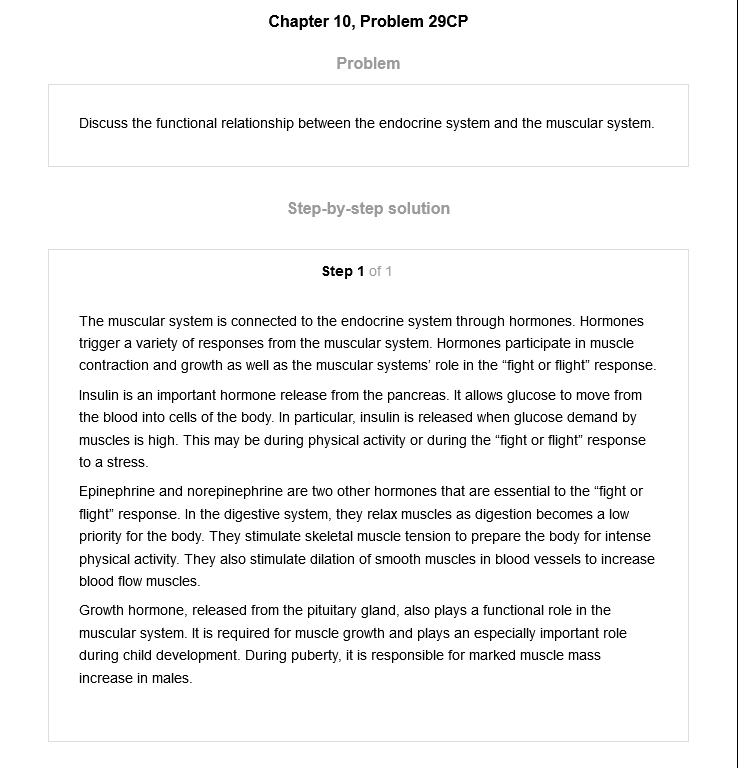 Chapter 10, Problem 29CP
Problem
Discuss the functional relationship between the endocrine system and the muscular system.
Step-by-step solution
Step 1 of 1
The muscular system is connected to the endocrine system through hormones. Hormones
trigger a variety of responses from the muscular system. Hormones participate in muscle
contraction and growth as well as the muscular systems’ role in the “fight or flight” response.
Insulin is an important hormone release from the pancreas. It allows glucose to move from
the blood into cells of the body. In particular, insulin is released when glucose demand by
muscles is high. This may be during physical activity or during the “fight or flight” response
to a stress.
Epinephrine and norepinephrine are two other hormones that are essential to the “fight or
flight” response. In the digestive system, they relax muscles as digestion becomes a low
priority for the body. They stimulate skeletal muscle tension to prepare the body for intense
physical activity. They also stimulate dilation of smooth muscles in blood vessels to increase
blood flow muscles.
Growth hormone, released from the pituitary gland, also plays a functional role in the
muscular system. It is required for muscle growth and plays an especially important role
during child development. During puberty, it is responsible for marked muscle mass
increase in males.